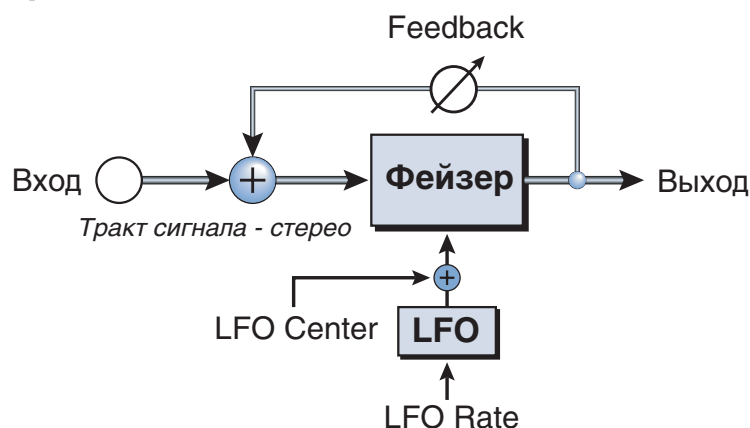 Feedback
Вход
+
Фейзер
Выход
Тракт сигнала - стерео
+
LFO Center
LFO
LFO Rate